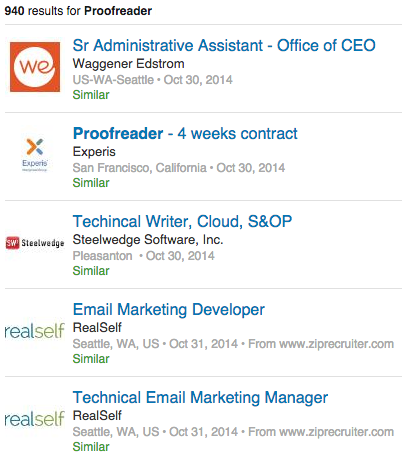 940 results for Proofreader
we
Sr Administrative Assistant - Office of CEO
Waggener Edstrom
US-WA-Seattle • Oct 30, 2014
Similar
Experis
Proofreader - 4 weeks contract
Experis
San Francisco, California • Oct 30, 2014
Similar
SW Steelwedge
Techincal Writer, Cloud, S&OP
Steelwedge Software, Inc.
Pleasanton • Oct 30, 2014
Similar
realself
Email Marketing Developer
RealSelf
Seattle, WA, US • Oct 31, 2014 • From www.ziprecruiter.com
Similar
realself
Technical Email Marketing Manager
RealSelf
Seattle, WA, US • Oct 31, 2014 • From www.ziprecruiter.com
Similar